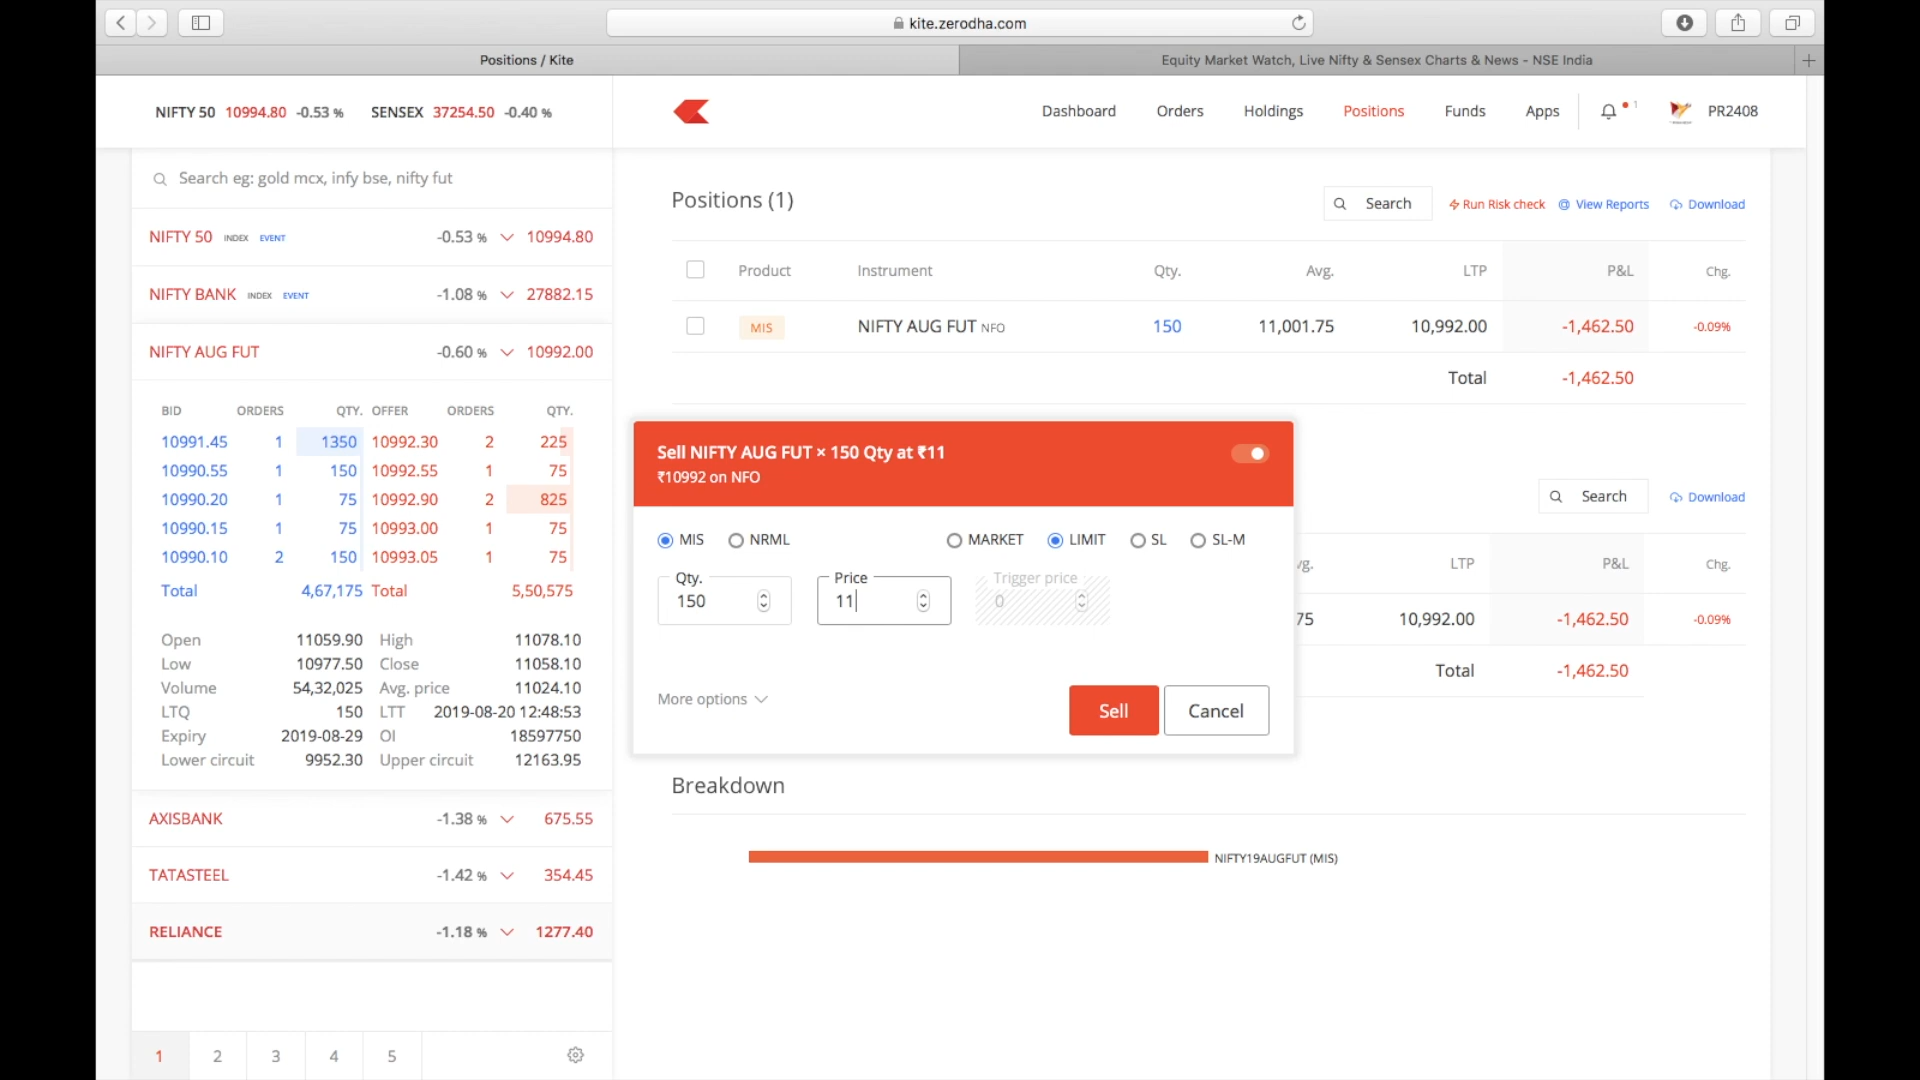 kite.zerodha.com
Positions / Kite
Equity Market Watch, Live Nifty & Sensex Charts & News - NSE India
NIFTY 50 10994.80 -0.53 % SENSEX 37254.50 -0.40 %
Dashboard Orders Holdings Positions Funds Apps 1 PR2408
Search eg: gold mcx, infy bse, nifty fut
NIFTY 50 INDEX EVENT -0.53 % 10994.80
NIFTY BANK INDEX EVENT -1.08 % 27882.15
NIFTY AUG FUT -0.60 % 10992.00
BID ORDERS QTY. OFFER ORDERS QTY.
10991.45 1 1350 10992.30 2 225
10990.55 1 150 10992.55 1 75
10990.20 1 75 10992.90 2 825
10990.15 1 75 10993.00 1 75
10990.10 2 150 10993.05 1 75
Total 4,67,175 Total 5,50,575
Open 11059.90 High 11078.10
Low 10977.50 Close 11058.10
Volume 54,32,025 Avg. price 11024.10
LTQ 150 LTT 2019-08-20 12:48:53
Expiry 2019-08-29 OI 18597750
Lower circuit 9952.30 Upper circuit 12163.95
AXISBANK -1.38 % 675.55
TATASTEEL -1.42 % 354.45
RELIANCE -1.18 % 1277.40
1 2 3 4 5
Positions (1)
Search Run Risk check View Reports Download
Product Instrument Qty. Avg. LTP P&L Chg.
MIS NIFTY AUG FUT NFO 150 11,001.75 10,992.00 -1,462.50 -0.09%
Total -1,462.50
Sell NIFTY AUG FUT × 150 Qty at ₹11
₹10992 on NFO
MIS NRML MARKET LIMIT SL SL-M
Qty. Price Trigger price
150 11 0
More options Sell Cancel
Search Download
vg. LTP P&L Chg.
75 10,992.00 -1,462.50 -0.09%
Total -1,462.50
Breakdown
NIFTY19AUGFUT (MIS)